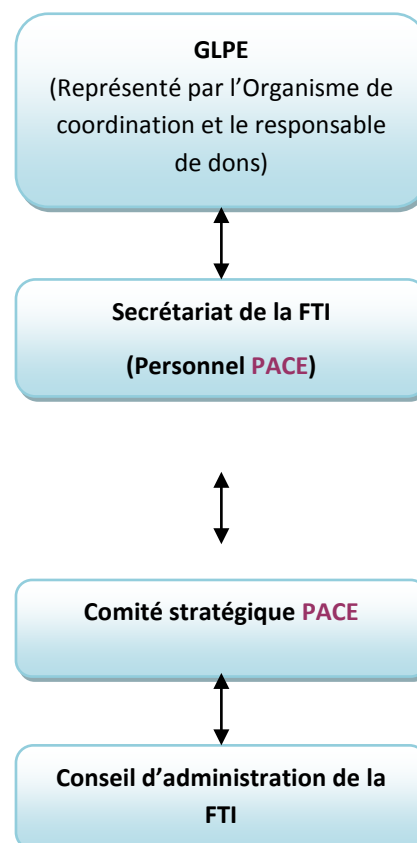 GLPE
(Représenté par l’Organisme de
coordination et le responsable
de dons)
Secrétariat de la FTI
(Personnel PACE)
Comité stratégique PACE
Conseil d’administration de la
FTI